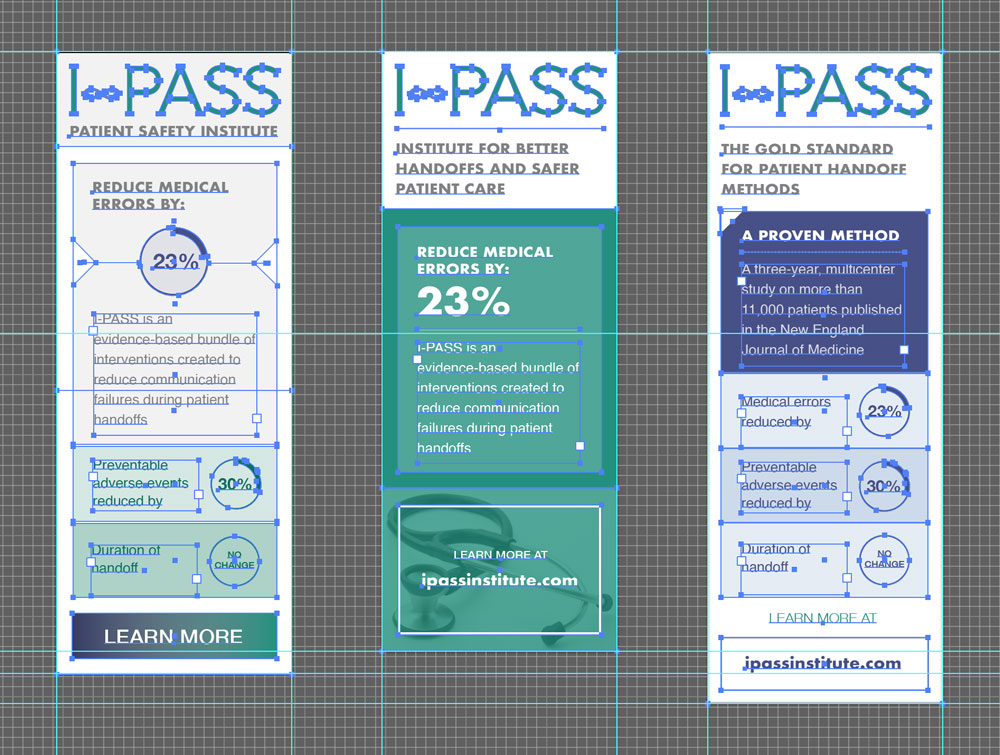 I PASS
PATIENT SAFETY INSTITUTE
REDUCE MEDICAL
ERRORS BY:
23%
I-PASS is an
evidence-based bundle of
interventions created to
reduce communication
failures during patient
handoffs
Preventable
adverse events
reduced by
30%
Duration of
handoff
NO
CHANGE
LEARN MORE
I PASS
INSTITUTE FOR BETTER
HANDOFFS AND SAFER
PATIENT CARE
REDUCE MEDICAL
ERRORS BY:
23%
I-PASS is an
evidence-based bundle of
interventions created to
reduce communication
failures during patient
handoffs
LEARN MORE AT
ipassinstitute.com
I PASS
THE GOLD STANDARD
FOR PATIENT HANDOFF
METHODS
A PROVEN METHOD
A three-year, multicenter
study on more than
11,000 patients published
in the New England
Journal of Medicine
Medical errors
reduced by
23%
Preventable
adverse events
reduced by
30%
Duration of
handoff
NO
CHANGE
LEARN MORE AT
ipassinstitute.com